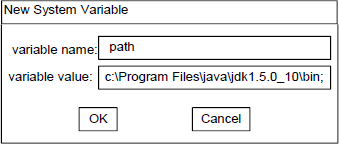 New System Variable
variable name: path
variable value: c:\Program Files\java\jdk1.5.0_10\bin;
OK Cancel